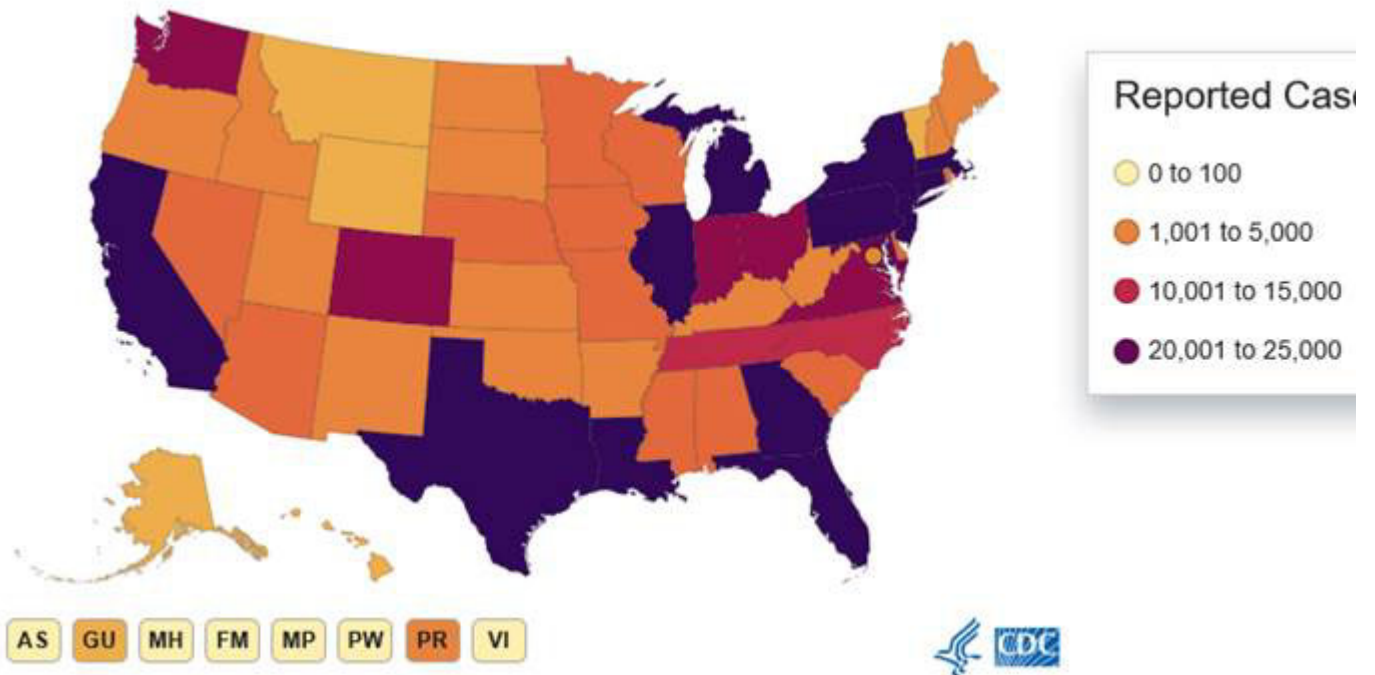 Reported Cas
0 to 100
1,001 to 5,000
10,001 to 15,000
20,001 to 25,000
AS GU MH FM MP PW PR VI
CDC